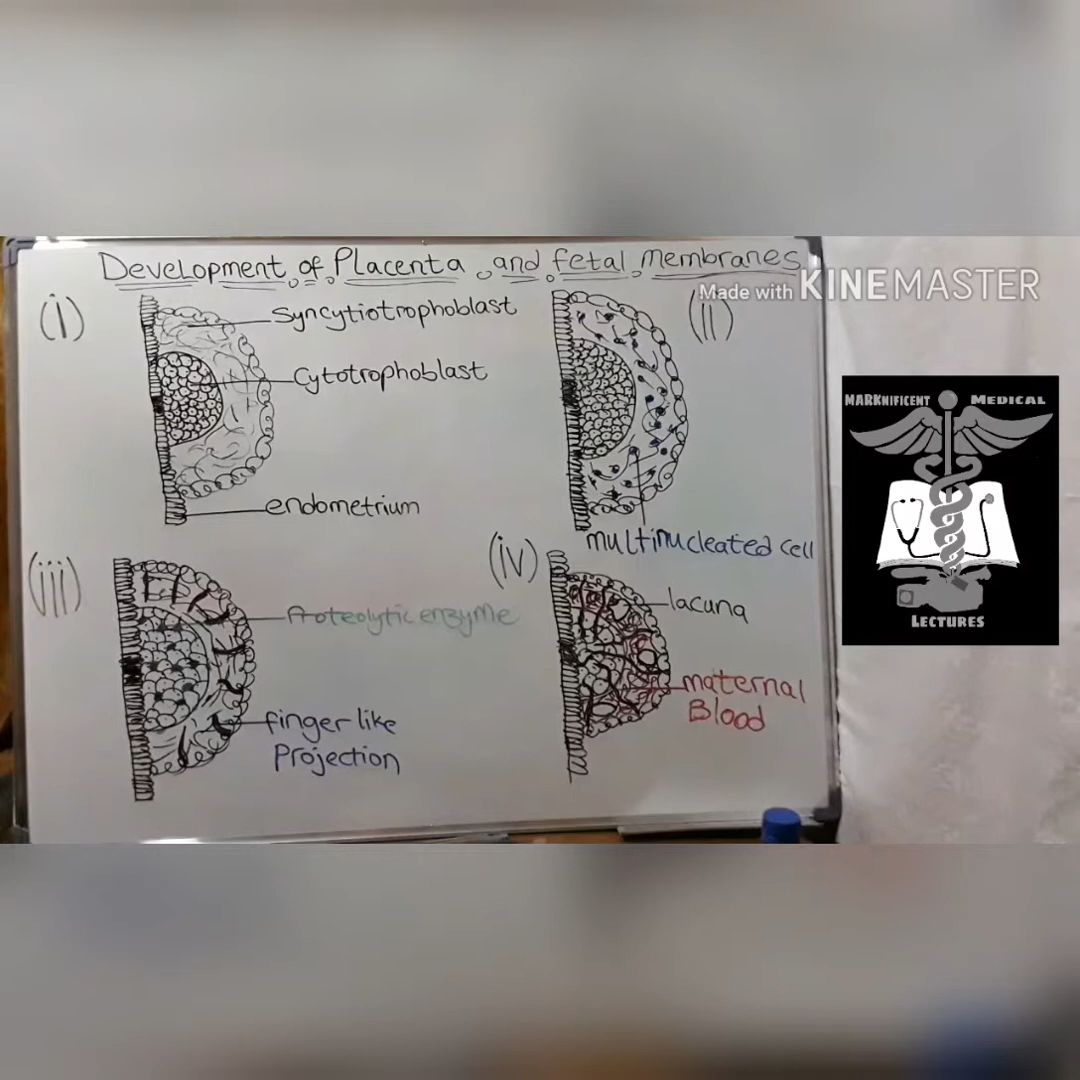 Development of Placenta and fetal membranes
Made with KINEMASTER
(i)
Syncytiotrophoblast
Cytotrophoblast
endometrium
(ii)
multinucleated cell
(iii)
Proteolytic enzyme
finger like
Projection
(iv)
lacuna
maternal
Blood
MARKNIFICENT MEDICAL
LECTURES